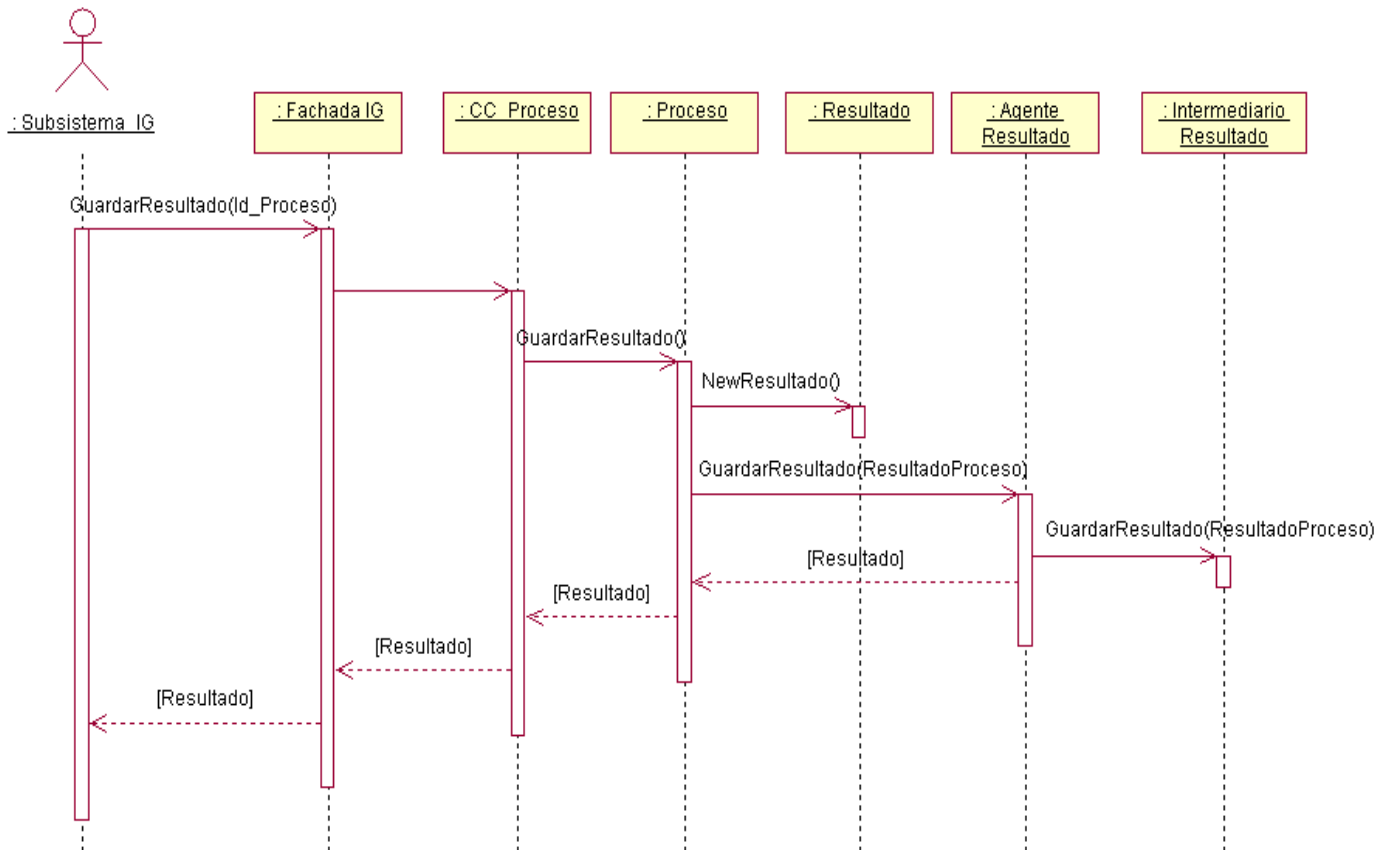 : Subsistema_IG
: Fachada IG
: CC_Proceso
: Proceso
: Resultado
: Agente
Resultado
: Intermediario
Resultado
GuardarResultado(Id_Proceso)
GuardarResultado()
NewResultado()
GuardarResultado(ResultadoProceso)
GuardarResultado(ResultadoProceso)
[Resultado]
[Resultado]
[Resultado]
[Resultado]